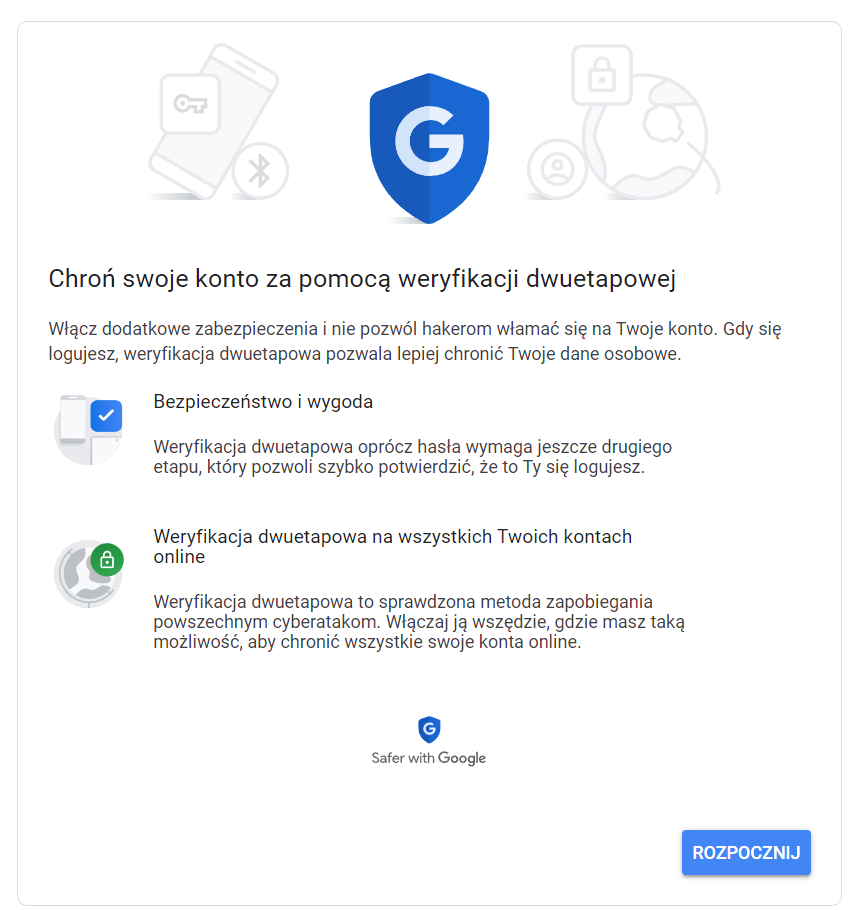 Chroń swoje konto za pomocą weryfikacji dwuetapowej
Włącz dodatkowe zabezpieczenia i nie pozwól hakerom włamać się na Twoje konto. Gdy się
logujesz, weryfikacja dwuetapowa pozwala lepiej chronić Twoje dane osobowe.
Bezpieczeństwo i wygoda
Weryfikacja dwuetapowa oprócz hasła wymaga jeszcze drugiego
etapu, który pozwoli szybko potwierdzić, że to Ty się logujesz.
Weryfikacja dwuetapowa na wszystkich Twoich kontach
online
Weryfikacja dwuetapowa to sprawdzona metoda zapobiegania
powszechnym cyberatakom. Włączaj ją wszędzie, gdzie masz taką
możliwość, aby chronić wszystkie swoje konta online.
Safer with Google
ROZPOCZNIJ